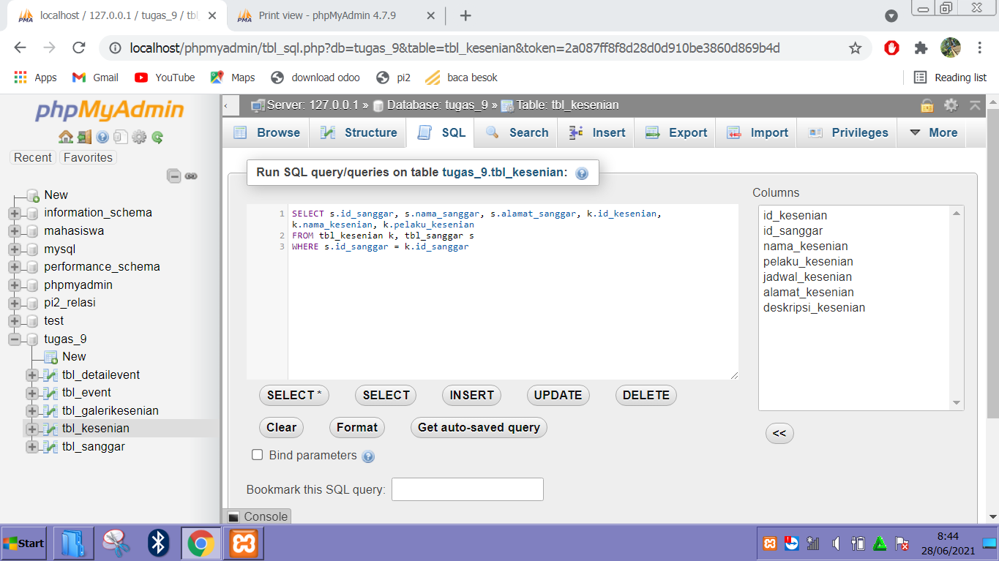 localhost / 127.0.0.1 / tugas_9 / tbl
Print view - phpMyAdmin 4.7.9
localhost/phpmyadmin/tbl_sql.php?db=tugas_9&table=tbl_kesenian&token=2a087ff8f8d28d0d910be3860d869b4d
Apps Gmail YouTube Maps download odoo pi2 baca besok Reading list
phpMyAdmin
Recent Favorites
New
information_schema
mahasiswa
mysql
performance_schema
phpmyadmin
pi2_relasi
test
tugas_9
New
tbl_detailevent
tbl_event
tbl_galerikesenian
tbl_kesenian
tbl_sanggar
Server: 127.0.0.1 » Database: tugas_9 » Table: tbl_kesenian
Browse Structure SQL Search Insert Export Import Privileges More
Run SQL query/queries on table tugas_9.tbl_kesenian:
1 SELECT s.id_sanggar, s.nama_sanggar, s.alamat_sanggar, k.id_kesenian,
k.nama_kesenian, k.pelaku_kesenian
2 FROM tbl_kesenian k, tbl_sanggar s
3 WHERE s.id_sanggar = k.id_sanggar
Columns
id_kesenian
id_sanggar
nama_kesenian
pelaku_kesenian
jadwal_kesenian
alamat_kesenian
deskripsi_kesenian
SELECT * SELECT INSERT UPDATE DELETE
Clear Format Get auto-saved query
<<
Bind parameters
Bookmark this SQL query:
Console
Start
8:44
28/06/2021